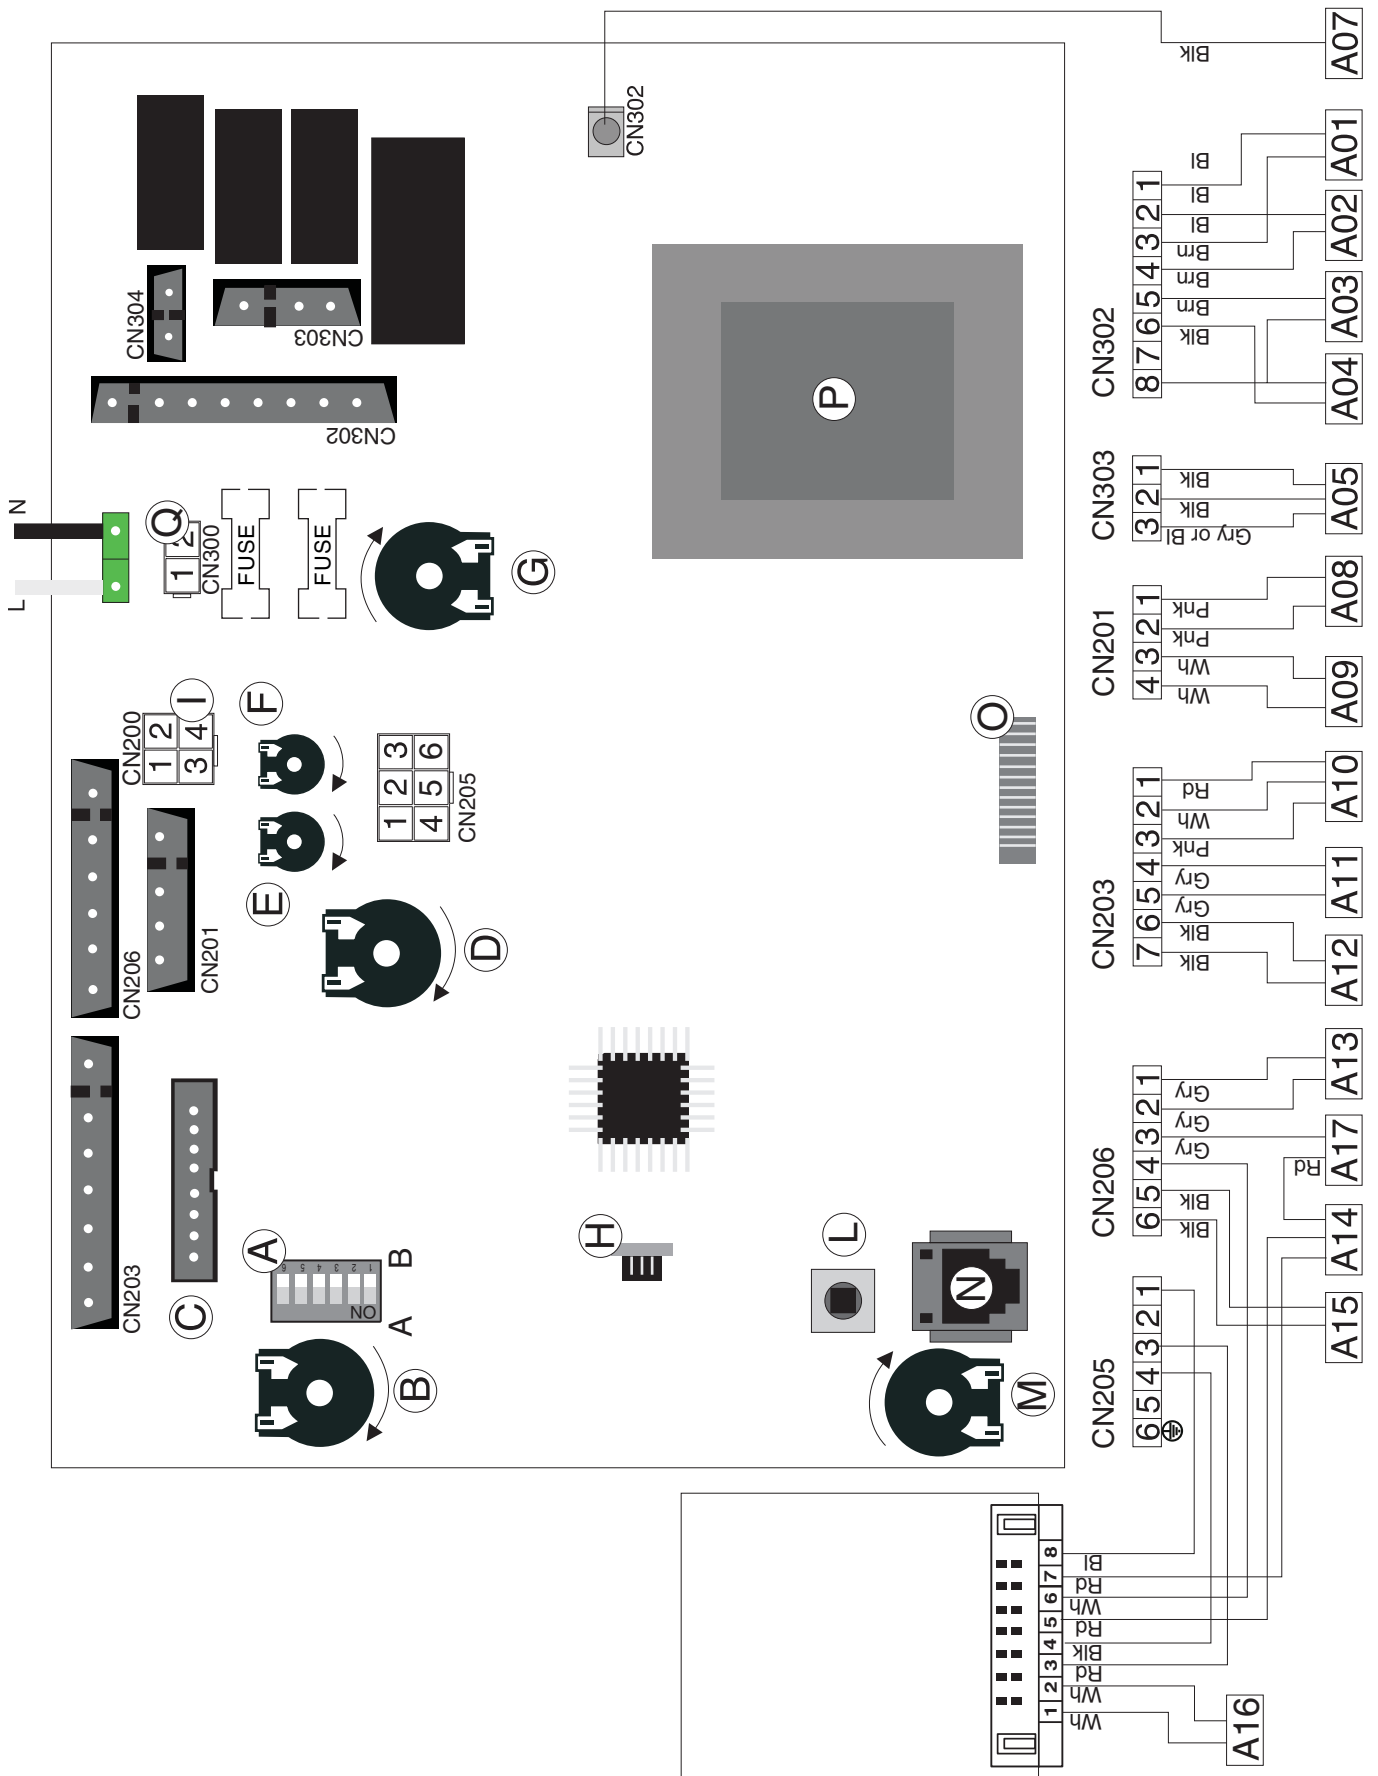 A07
Blk
CN302
CN304
CN303
CN302
L
N
Q
1 2
CN300
FUSE
FUSE
G
P
CN200
1 2
3 4
I
F
E
D
1 2 3
4 5 6
CN205
CN206
CN201
CN203
C
A
1 2 3 4 5 6
ON
A B
B
H
L
N
M
O
CN302
8 7 6 5 4 3 2 1
Bl
Bl
Bl
Brn
Brn
Brn
Blk
A01
A02
A03
A04
CN303
3 2 1
Blk
Blk
Gry or Bl
A05
CN201
4 3 2 1
Pnk
Pnk
Wh
Wh
A08
A09
CN203
7 6 5 4 3 2 1
Rd
Wh
Pnk
Gry
Gry
Blk
Blk
A10
A11
A12
CN206
6 5 4 3 2 1
Gry
Gry
Gry
Blk
Blk
Rd
A13
A17
A14
A15
CN205
6 5 4 3 2 1
1 2 3 4 5 6 7 8
Bl
Rd
Wh
Rd
Blk
Rd
Wh
Wh
A16